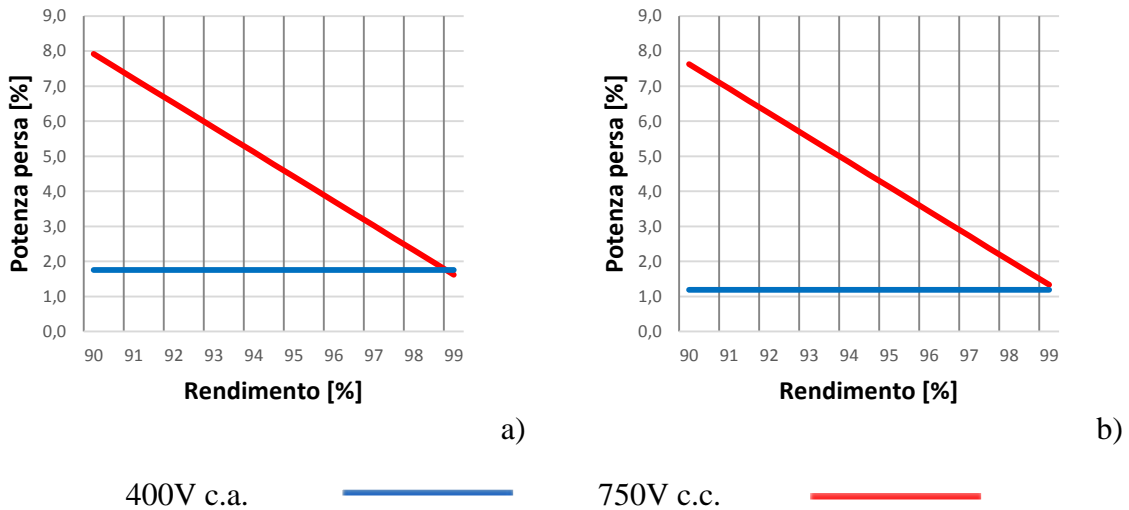 9,0
8,0
7,0
6,0
5,0
4,0
3,0
2,0
1,0
0,0
Potenza persa [%]
90 91 92 93 94 95 96 97 98 99
Rendimento [%]
a)
9,0
8,0
7,0
6,0
5,0
4,0
3,0
2,0
1,0
0,0
Potenza persa [%]
90 91 92 93 94 95 96 97 98 99
Rendimento [%]
b)
400V c.a. 750V c.c.